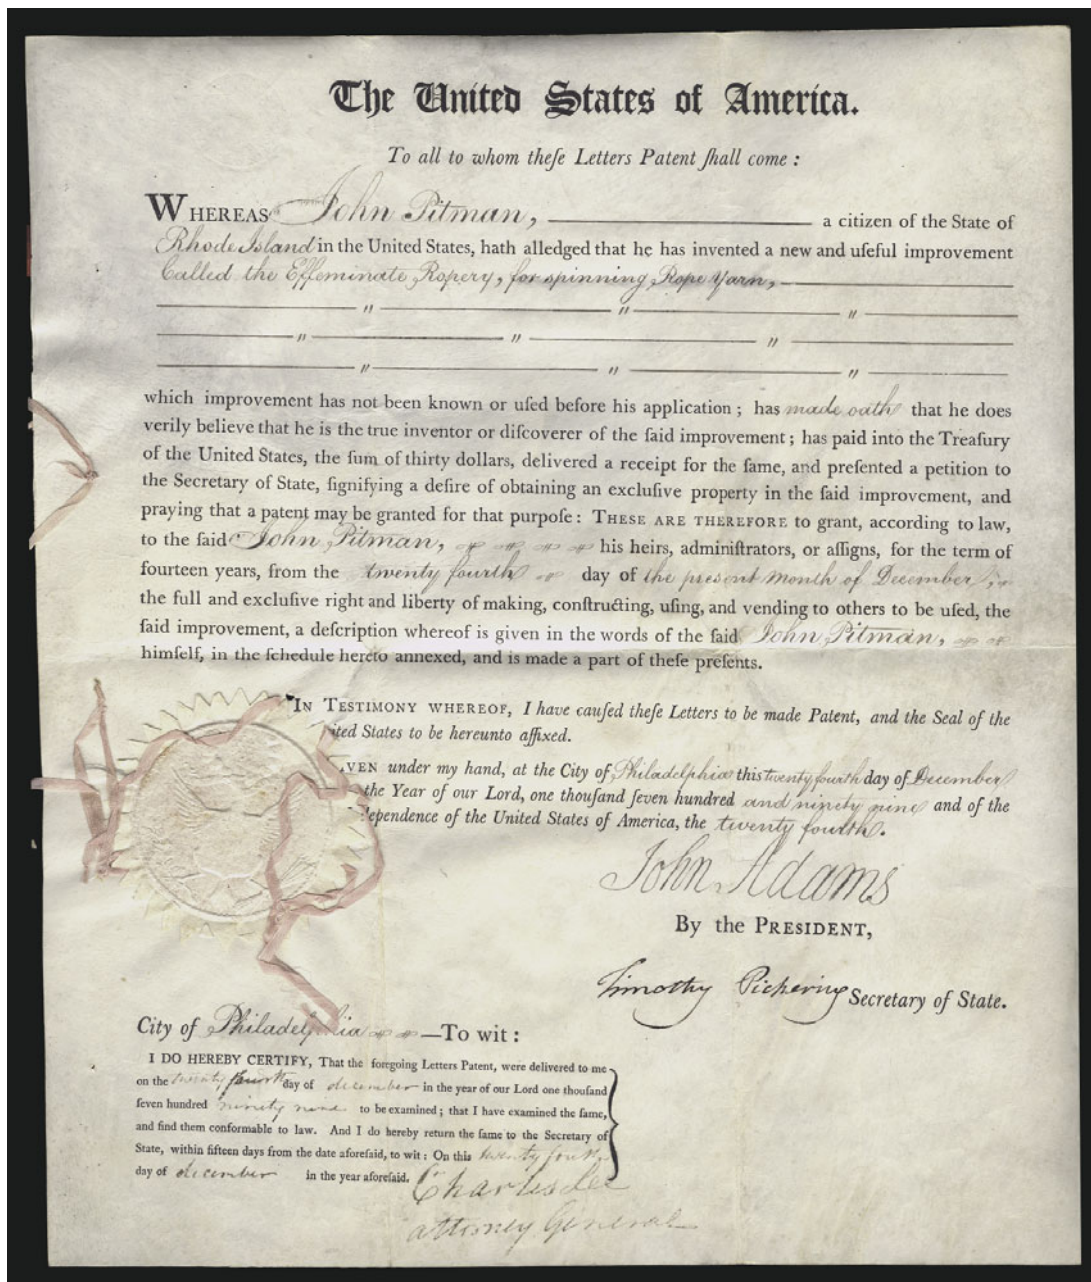 The United States of America.
To all to whom theſe Letters Patent ſhall come :
WHEREAS John Pitman, a citizen of the State of
Rhode Island in the United States, hath alledged that he has invented a new and uſeful improvement
Called the Effeminate Ropery, for spinning Rope Yarn,
" " "
" " "
" " "
which improvement has not been known or uſed before his application ; has made oath that he does
verily believe that he is the true inventor or diſcoverer of the ſaid improvement ; has paid into the Treaſury
of the United States, the ſum of thirty dollars, delivered a receipt for the ſame, and preſented a petition to
the Secretary of State, ſignifying a deſire of obtaining an excluſive property in the ſaid improvement, and
praying that a patent may be granted for that purpoſe : THESE ARE THEREFORE to grant, according to law,
to the ſaid John Pitman, his heirs, adminiſtrators, or aſſigns, for the term of
fourteen years, from the twenty fourth day of the present month of December,
the full and excluſive right and liberty of making, conſtructing, uſing, and vending to others to be uſed, the
ſaid improvement, a deſcription whereof is given in the words of the ſaid John Pitman,
himſelf, in the ſchedule hereto annexed, and is made a part of theſe preſents.
IN TESTIMONY WHEREOF, I have cauſed theſe Letters to be made Patent, and the Seal of the
ited States to be hereunto affixed.
VEN under my hand, at the City of Philadelphia this twenty fourth day of December
the Year of our Lord, one thouſand ſeven hundred and ninety nine and of the
dependence of the United States of America, the twenty fourth.
John Adams
By the PRESIDENT,
Timothy Pickering Secretary of State.
City of Philadelphia —To wit :
I DO HEREBY CERTIFY, That the foregoing Letters Patent, were delivered to me
on the twenty fourth day of december in the year of our Lord one thouſand
ſeven hundred ninety nine to be examined ; that I have examined the ſame,
and find them conformable to law. And I do hereby return the ſame to the Secretary of
State, within fifteen days from the date aforeſaid, to wit : On this twenty fourth
day of december in the year aforeſaid.
Charles Lee
attorney General